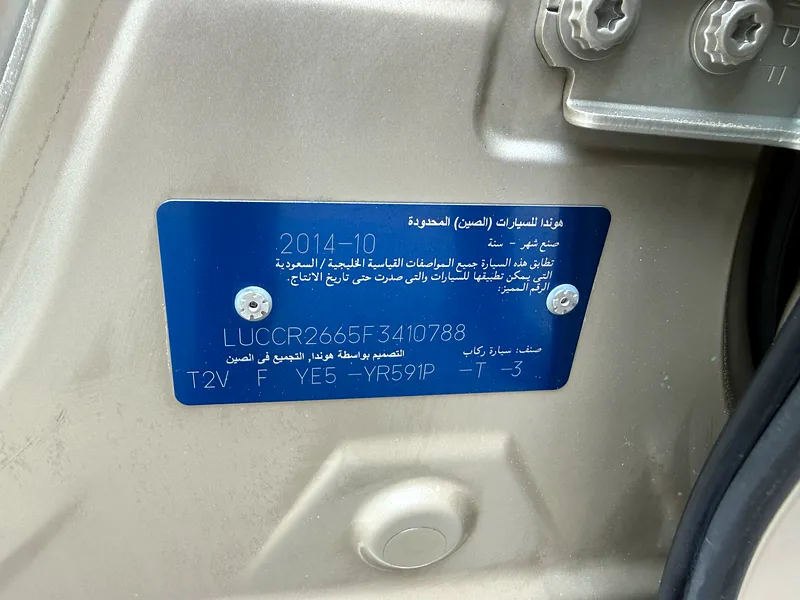 هوندا للسيارات (الصين) المحدودة
صنع شهر - سنة 2014-10
تطابق هذه السيارة جميع المواصفات القياسية الخليجية / السعودية
التي يمكن تطبيقها للسيارات والتى صدرت حتى تاريخ الانتاج.
الرقم المميز:
LUCCR2665F3410788
صنف: سيارة ركاب التصميم بواسطة هوندا, التجميع فى الصين
T2V F YE5 -YR591P -T -3